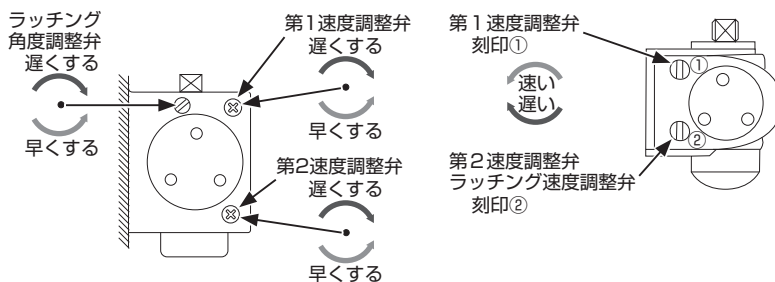 ラッチング
角度調整弁
遅くする
早くする
第1速度調整弁
遅くする
早くする
第2速度調整弁
遅くする
早くする
第1速度調整弁
刻印①
①
速い
遅い
②
第2速度調整弁
ラッチング速度調整弁
刻印②